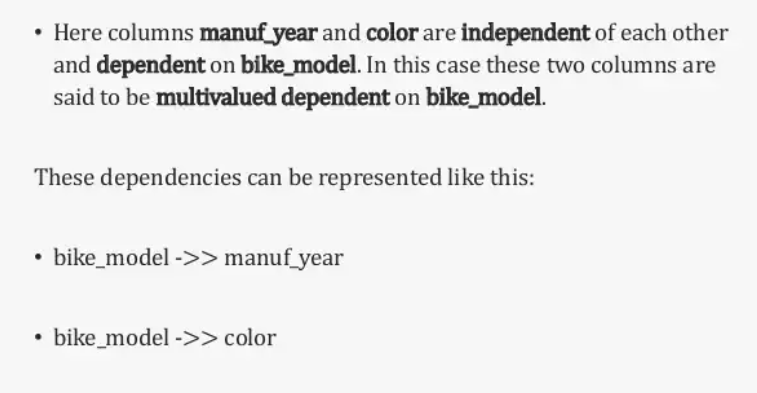 • Here columns manuf_year and color are independent of each other
and dependent on bike_model. In this case these two columns are
said to be multivalued dependent on bike_model.
These dependencies can be represented like this:
• bike_model ->> manuf_year
• bike_model ->> color